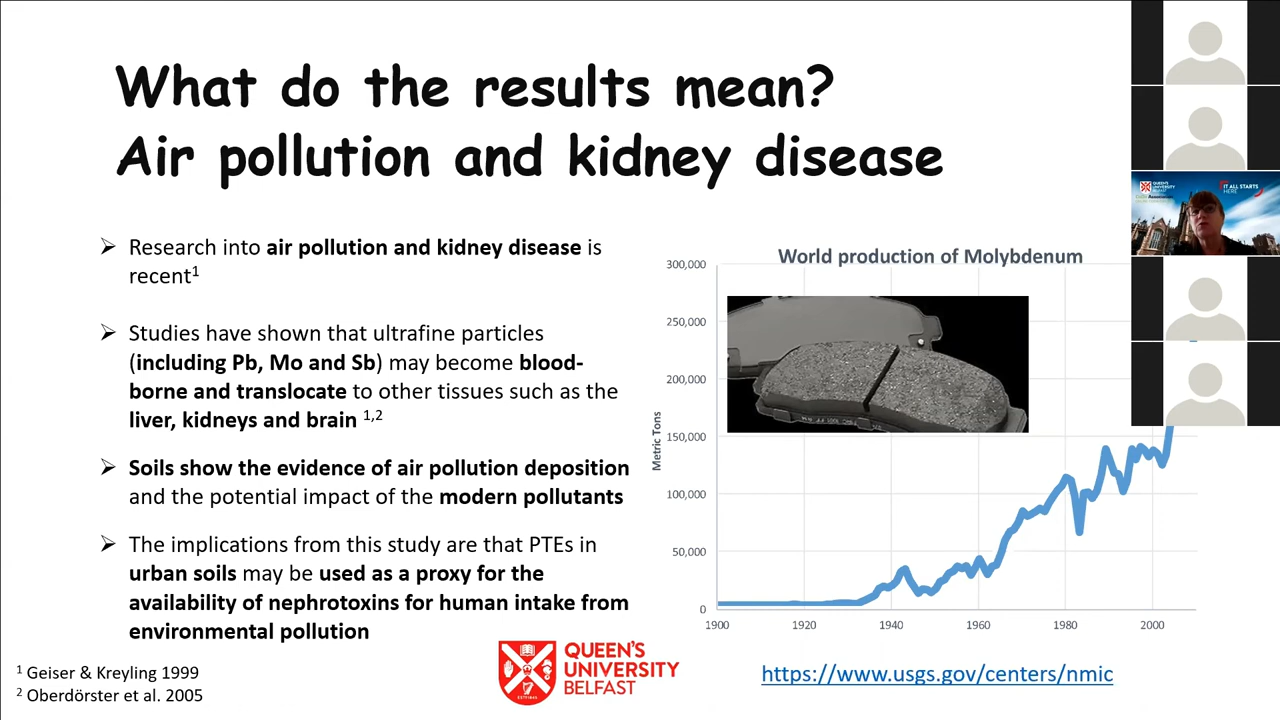 What do the results mean?
Air pollution and kidney disease
➢ Research into air pollution and kidney disease is
recent1
➢ Studies have shown that ultrafine particles
(including Pb, Mo and Sb) may become blood-
borne and translocate to other tissues such as the
liver, kidneys and brain 1,2
➢ Soils show the evidence of air pollution deposition
and the potential impact of the modern pollutants
➢ The implications from this study are that PTEs in
urban soils may be used as a proxy for the
availability of nephrotoxins for human intake from
environmental pollution
1 Geiser & Kreyling 1999
2 Oberdörster et al. 2005
QUEEN'S
UNIVERSITY
BELFAST
World production of Molybdenum
Metric Tons
300,000
250,000
200,000
150,000
100,000
50,000
0
1900 1920 1940 1960 1980 2000
https://www.usgs.gov/centers/nmic
QUEEN'S
UNIVERSITY
BELFAST
IT ALL STARTS
HERE